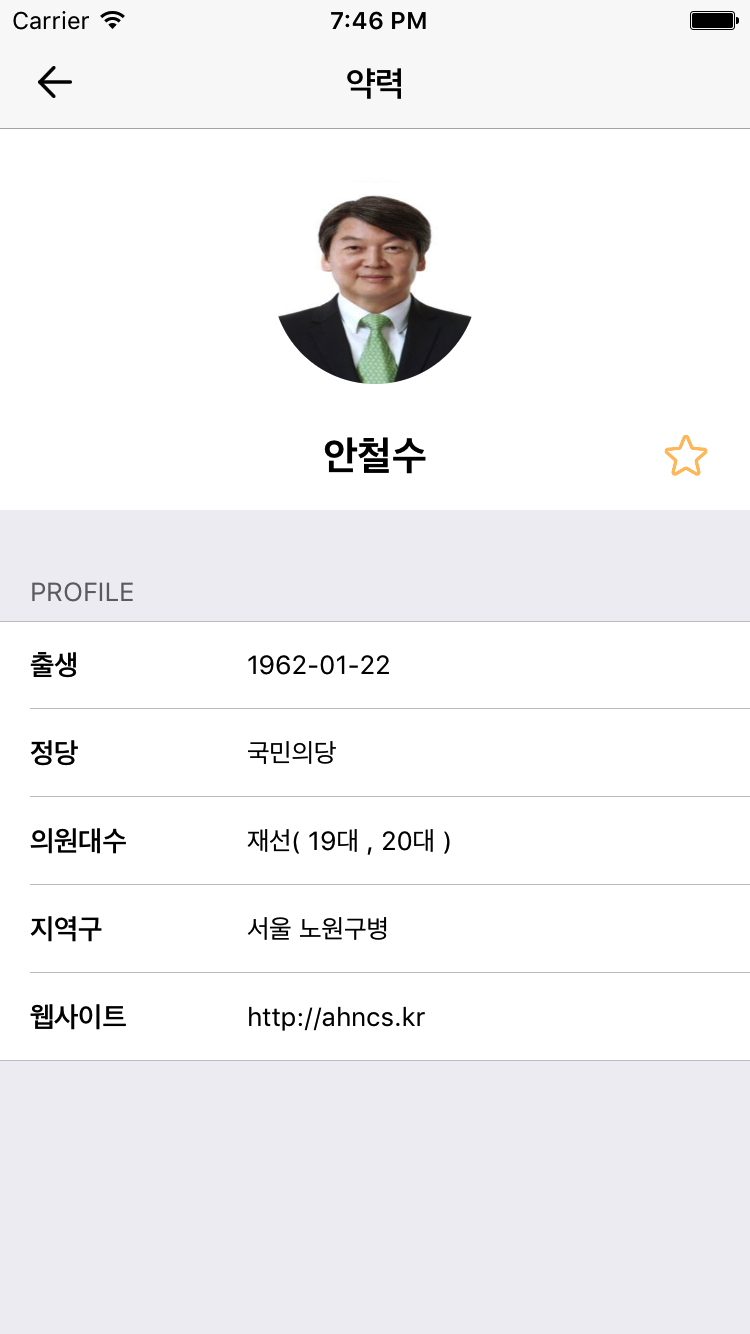 Carrier 7:46 PM
약력
안철수
PROFILE
출생 1962-01-22
정당 국민의당
의원대수 재선( 19대 , 20대 )
지역구 서울 노원구병
웹사이트 http://ahncs.kr